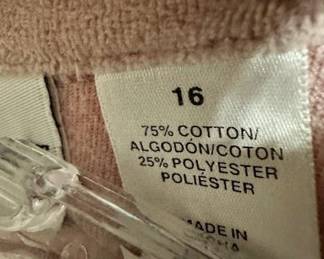 16
75% COTTON/
ALGODÓN/COTON
25% POLYESTER
POLIÉSTER
MADE IN